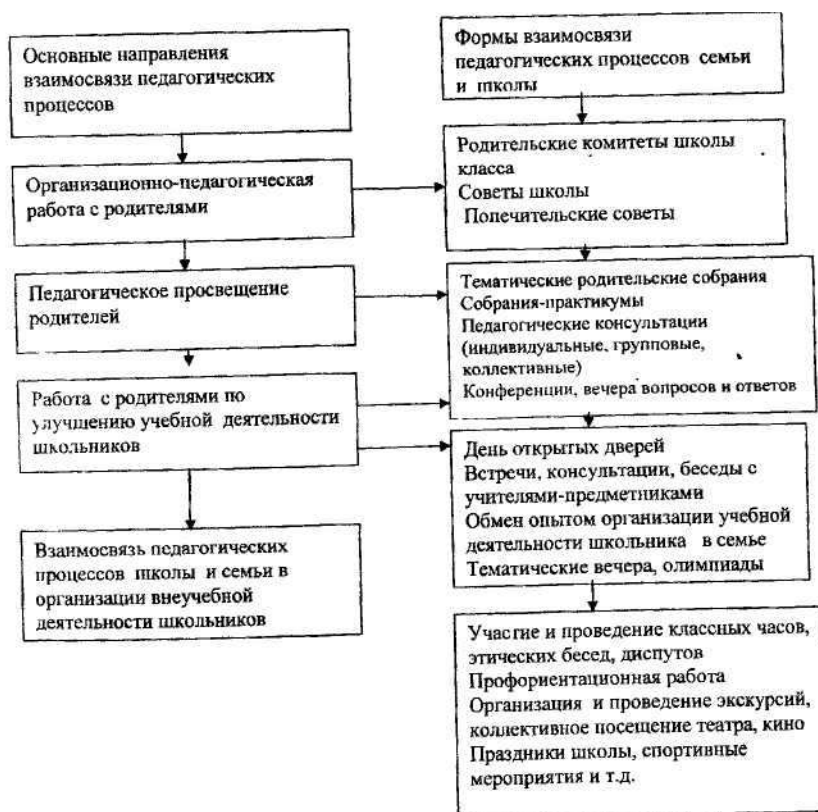 Основные направления
взаимосвязи педагогических
процессов
Организационно-педагогическая
работа с родителями
Педагогическое просвещение
родителей
Работа с родителями по
улучшению учебной деятельности
школьников
Взаимосвязь педагогических
процессов школы и семьи в
организации внеучебной
деятельности школьников
Формы взаимосвязи
педагогических процессов семьи
и школы
Родительские комитеты школы
класса
Советы школы
Попечительские советы
Тематические родительские собрания
Собрания-практикумы
Педагогические консультации
(индивидуальные, групповые,
коллективные)
Конференции, вечера вопросов и ответов
День открытых дверей
Встречи, консультации, беседы с
учителями-предметниками
Обмен опытом организации учебной
деятельности школьника в семье
Тематические вечера, олимпиады
Участие и проведение классных часов,
этических бесед, диспутов
Профориентационная работа
Организация и проведение экскурсий,
коллективное посещение театра, кино
Праздники школы, спортивные
мероприятия и т.д.